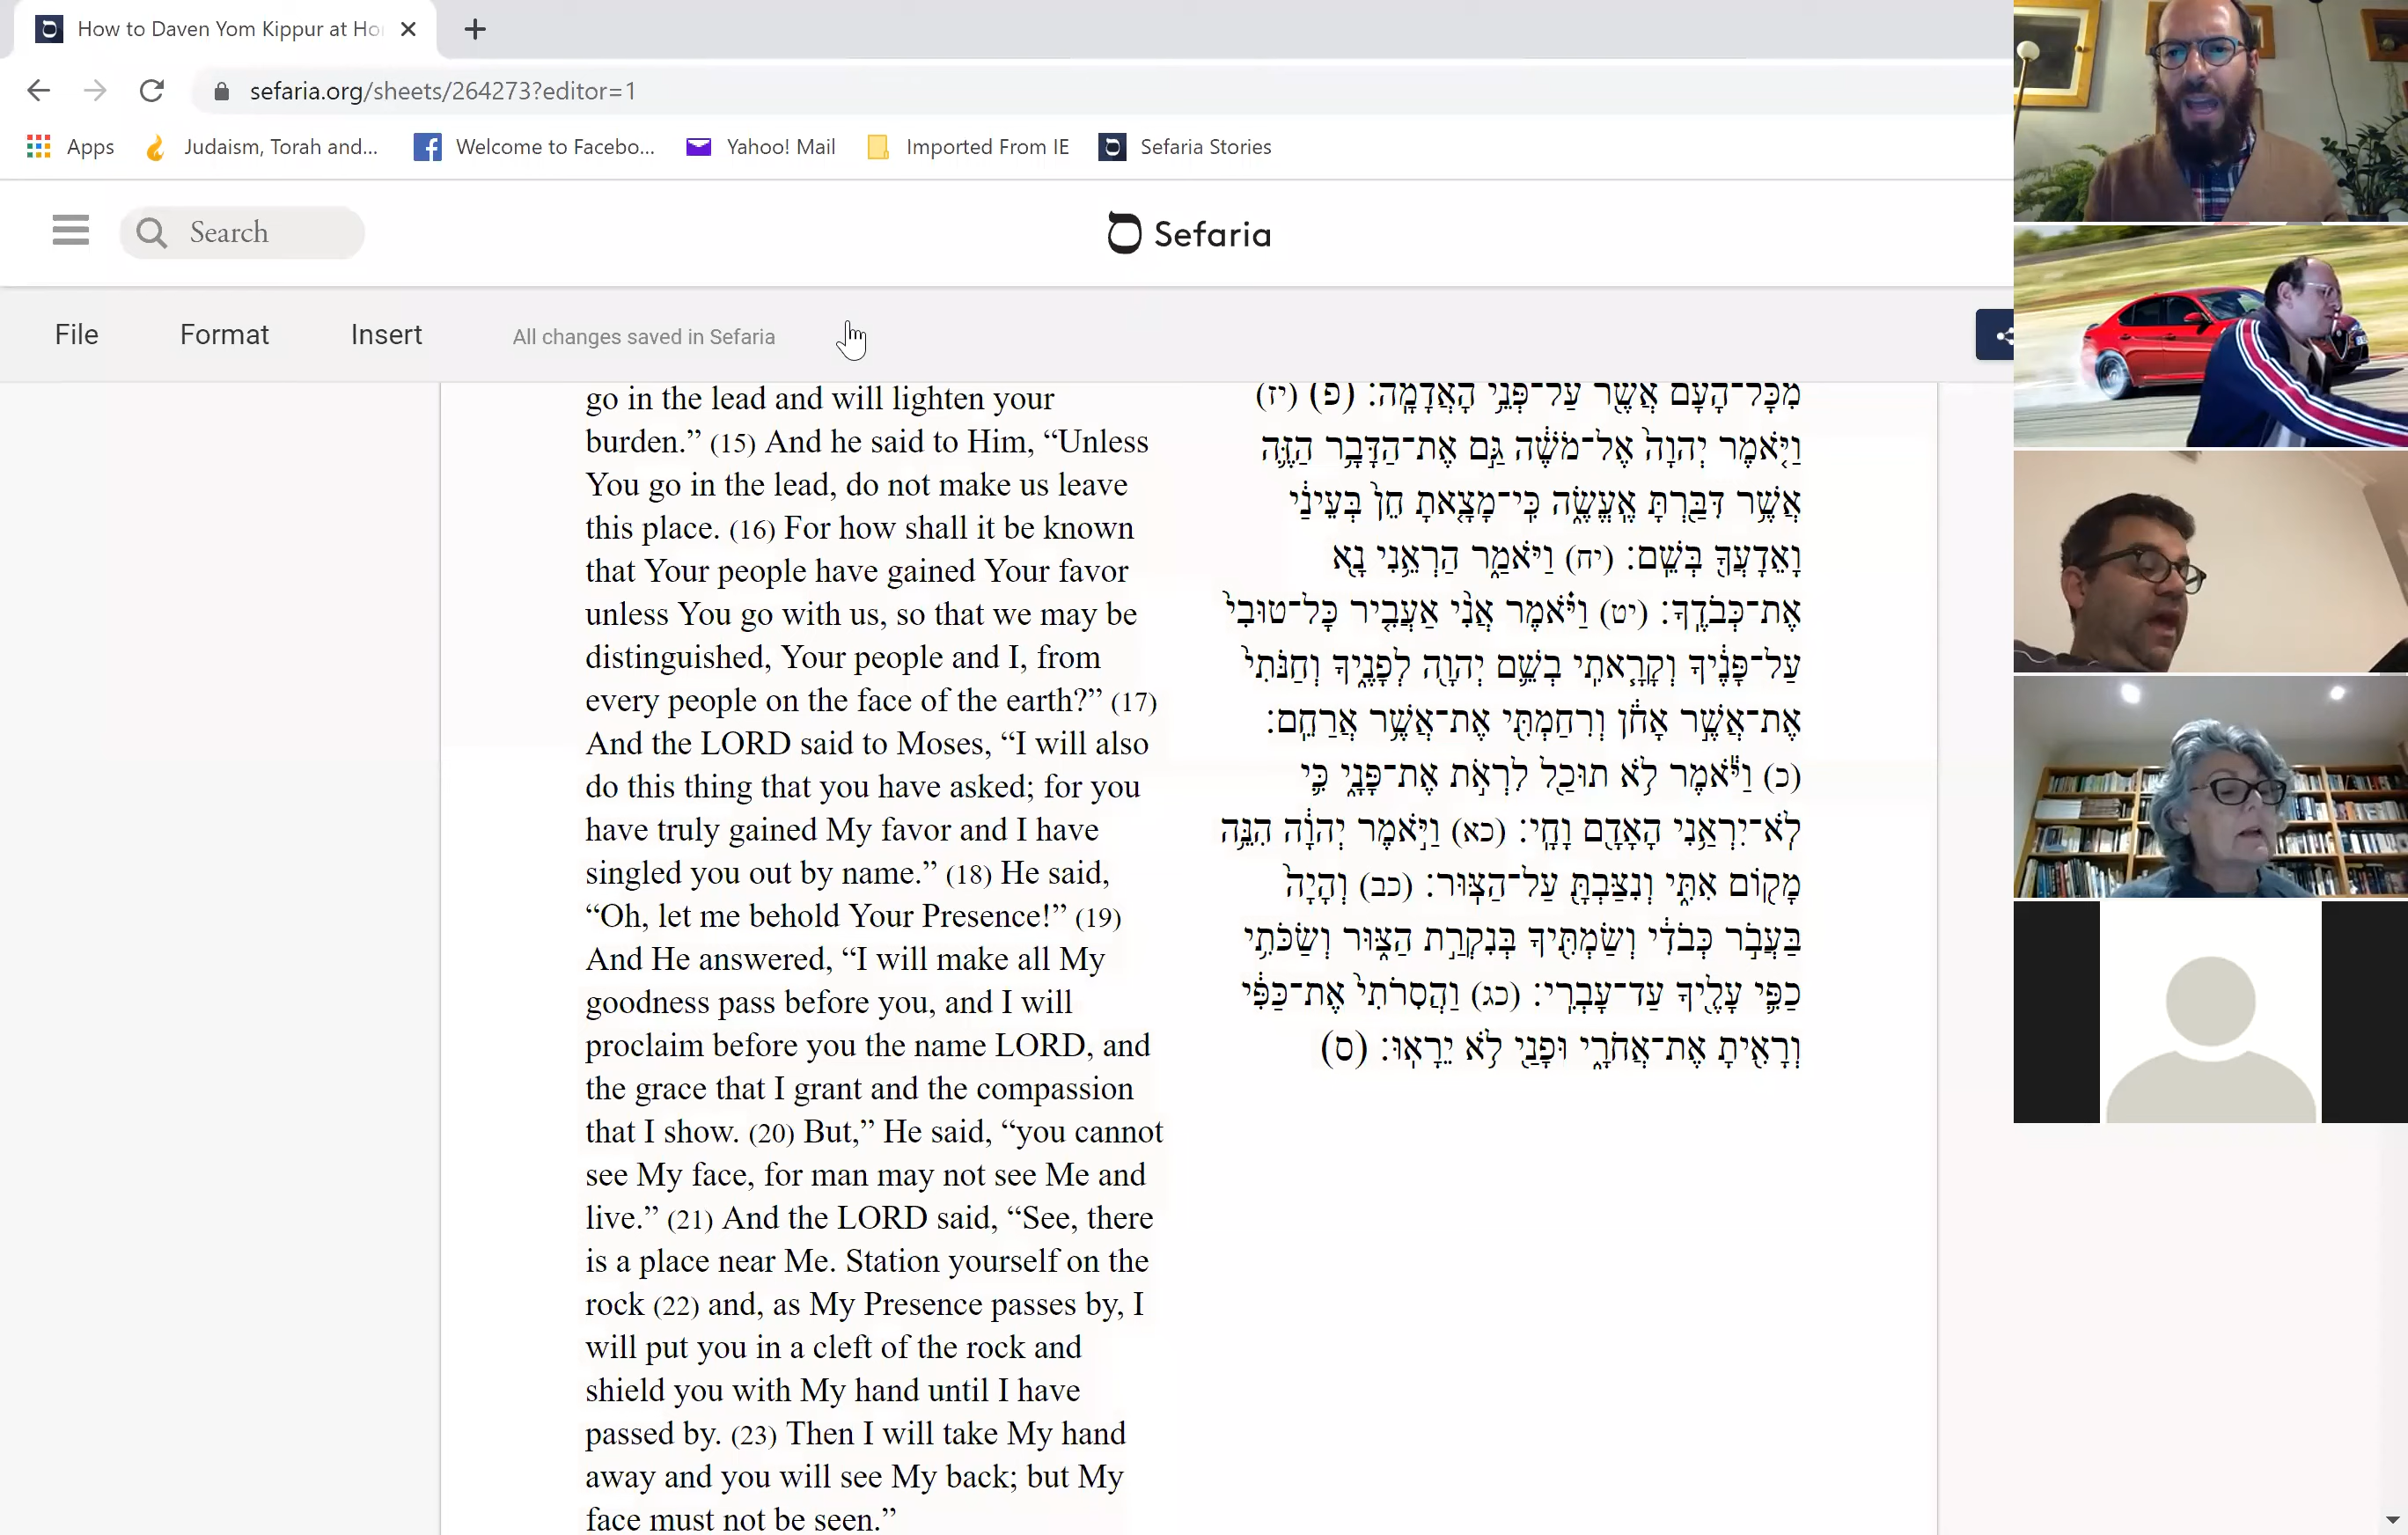 How to Daven Yom Kippur at Ho
sefaria.org/sheets/264273?editor=1
Apps
Judaism, Torah and...
Welcome to Facebo...
Yahoo! Mail
Imported From IE
Sefaria Stories
Search
Sefaria
File
Format
Insert
All changes saved in Sefaria
go in the lead and will lighten your
burden.” (15) And he said to Him, “Unless
You go in the lead, do not make us leave
this place. (16) For how shall it be known
that Your people have gained Your favor
unless You go with us, so that we may be
distinguished, Your people and I, from
every people on the face of the earth?” (17)
And the LORD said to Moses, “I will also
do this thing that you have asked; for you
have truly gained My favor and I have
singled you out by name.” (18) He said,
“Oh, let me behold Your Presence!” (19)
And He answered, “I will make all My
goodness pass before you, and I will
proclaim before you the name LORD, and
the grace that I grant and the compassion
that I show. (20) But,” He said, “you cannot
see My face, for man may not see Me and
live.” (21) And the LORD said, “See, there
is a place near Me. Station yourself on the
rock (22) and, as My Presence passes by, I
will put you in a cleft of the rock and
shield you with My hand until I have
passed by. (23) Then I will take My hand
away and you will see My back; but My
face must not be seen.”
מִכׇּל־הָעָם אֲשֶׁר עַל־פְּנֵי הָאֲדָמָֽה׃ (פ) (יז)
וַיֹּאמֶר יְהוָה אֶל־מֹשֶׁה גַּם אֶת־הַדָּבָר הַזֶּה
אֲשֶׁר דִּבַּרְתָּ אֶעֱשֶׂה כִּי־מָצָאתָ חֵן בְּעֵינַי
וָאֵדָעֲךָ בְּשֵׁם׃ (יח) וַיֹּאמַר הַרְאֵנִי נָא
אֶת־כְּבֹדֶךָ׃ (יט) וַיֹּאמֶר אֲנִי אַעֲבִיר כָּל־טוּבִי
עַל־פָּנֶיךָ וְקָרָאתִי בְשֵׁם יְהוָה לְפָנֶיךָ וְחַנֹּתִי
אֶת־אֲשֶׁר אָחֹן וְרִחַמְתִּי אֶת־אֲשֶׁר אֲרַחֵם׃
(כ) וַיֹּאמֶר לֹא תוּכַל לִרְאֹת אֶת־פָּנָי כִּי
לֹא־יִרְאַנִי הָאָדָם וָחָי׃ (כא) וַיֹּאמֶר יְהוָה הִנֵּה
מָקוֹם אִתִּי וְנִצַּבְתָּ עַל־הַצּוּר׃ (כב) וְהָיָה
בַּעֲבֹר כְּבֹדִי וְשַׂמְתִּיךָ בְּנִקְרַת הַצּוּר וְשַׂכֹּתִי
כַפִּי עָלֶיךָ עַד־עָבְרִי׃ (כג) וַהֲסִרֹתִי אֶת־כַּפִּי
וְרָאִיתָ אֶת־אֲחֹרָי וּפָנַי לֹא יֵרָאוּ׃ (ס)